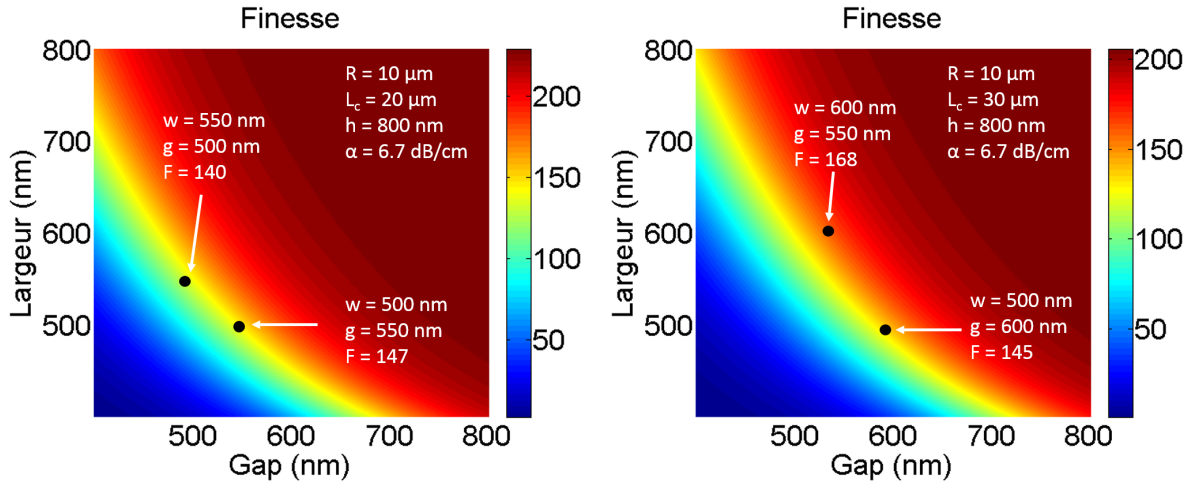 Finesse
800
700
600
500
Largeur (nm)
500
600
700
800
Gap (nm)
200
150
100
50
R = 10 µm
Lc = 20 µm
h = 800 nm
α = 6.7 dB/cm
w = 550 nm
g = 500 nm
F = 140
w = 500 nm
g = 550 nm
F = 147
Finesse
800
700
600
500
Largeur (nm)
500
600
700
800
Gap (nm)
200
150
100
50
R = 10 µm
Lc = 30 µm
h = 800 nm
α = 6.7 dB/cm
w = 600 nm
g = 550 nm
F = 168
w = 500 nm
g = 600 nm
F = 145